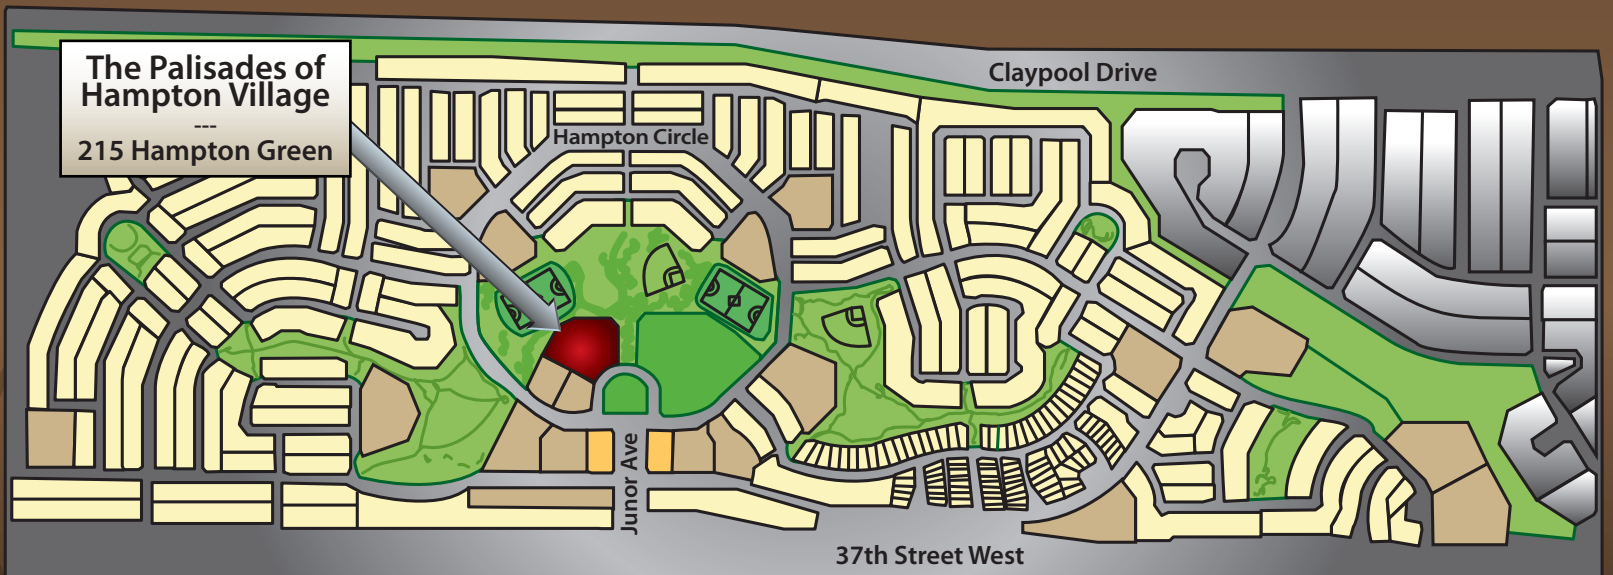 The Palisades of
Hampton Village
---
215 Hampton Green
Claypool Drive
Hampton Circle
Junor Ave
37th Street West